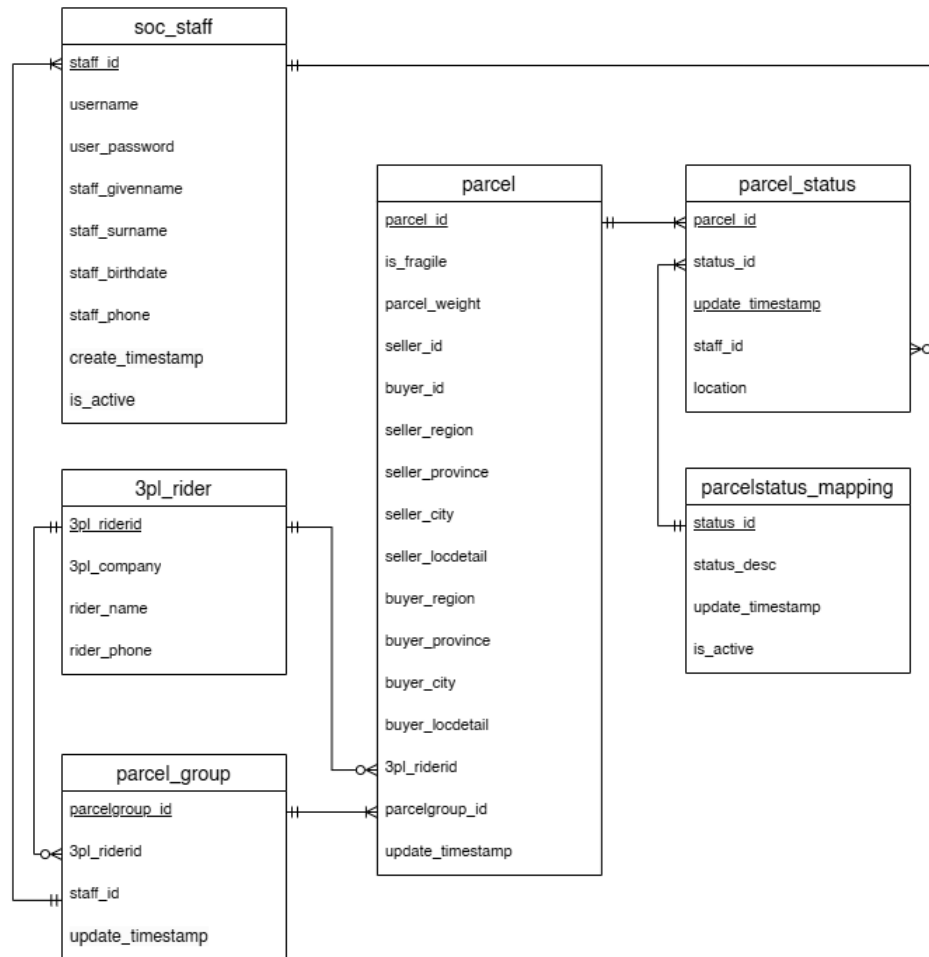 soc_staff
staff_id
username
user_password
staff_givenname
staff_surname
staff_birthdate
staff_phone
create_timestamp
is_active
3pl_rider
3pl_riderid
3pl_company
rider_name
rider_phone
parcel_group
parcelgroup_id
3pl_riderid
staff_id
update_timestamp
parcel
parcel_id
is_fragile
parcel_weight
seller_id
buyer_id
seller_region
seller_province
seller_city
seller_locdetail
buyer_region
buyer_province
buyer_city
buyer_locdetail
3pl_riderid
parcelgroup_id
update_timestamp
parcel_status
parcel_id
status_id
update_timestamp
staff_id
location
parcelstatus_mapping
status_id
status_desc
update_timestamp
is_active